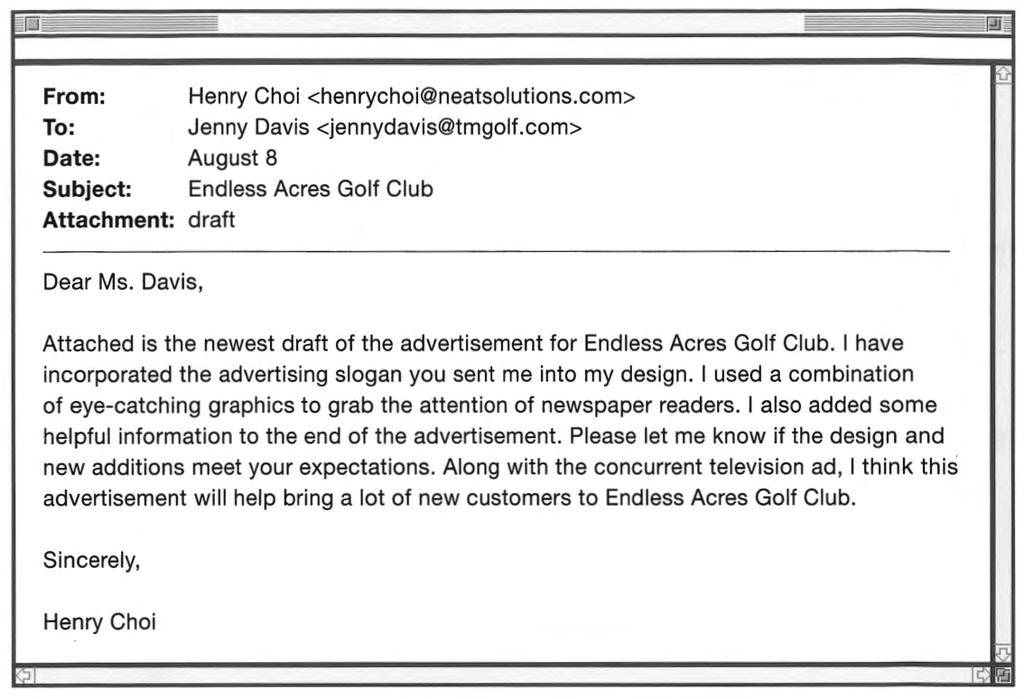 From: Henry Choi <henrychoi@neatsolutions.com>
To: Jenny Davis <jennydavis@tmgolf.com>
Date: August 8
Subject: Endless Acres Golf Club
Attachment: draft
Dear Ms. Davis,
Attached is the newest draft of the advertisement for Endless Acres Golf Club. I have
incorporated the advertising slogan you sent me into my design. I used a combination
of eye-catching graphics to grab the attention of newspaper readers. I also added some
helpful information to the end of the advertisement. Please let me know if the design and
new additions meet your expectations. Along with the concurrent television ad, I think this
advertisement will help bring a lot of new customers to Endless Acres Golf Club.
Sincerely,
Henry Choi